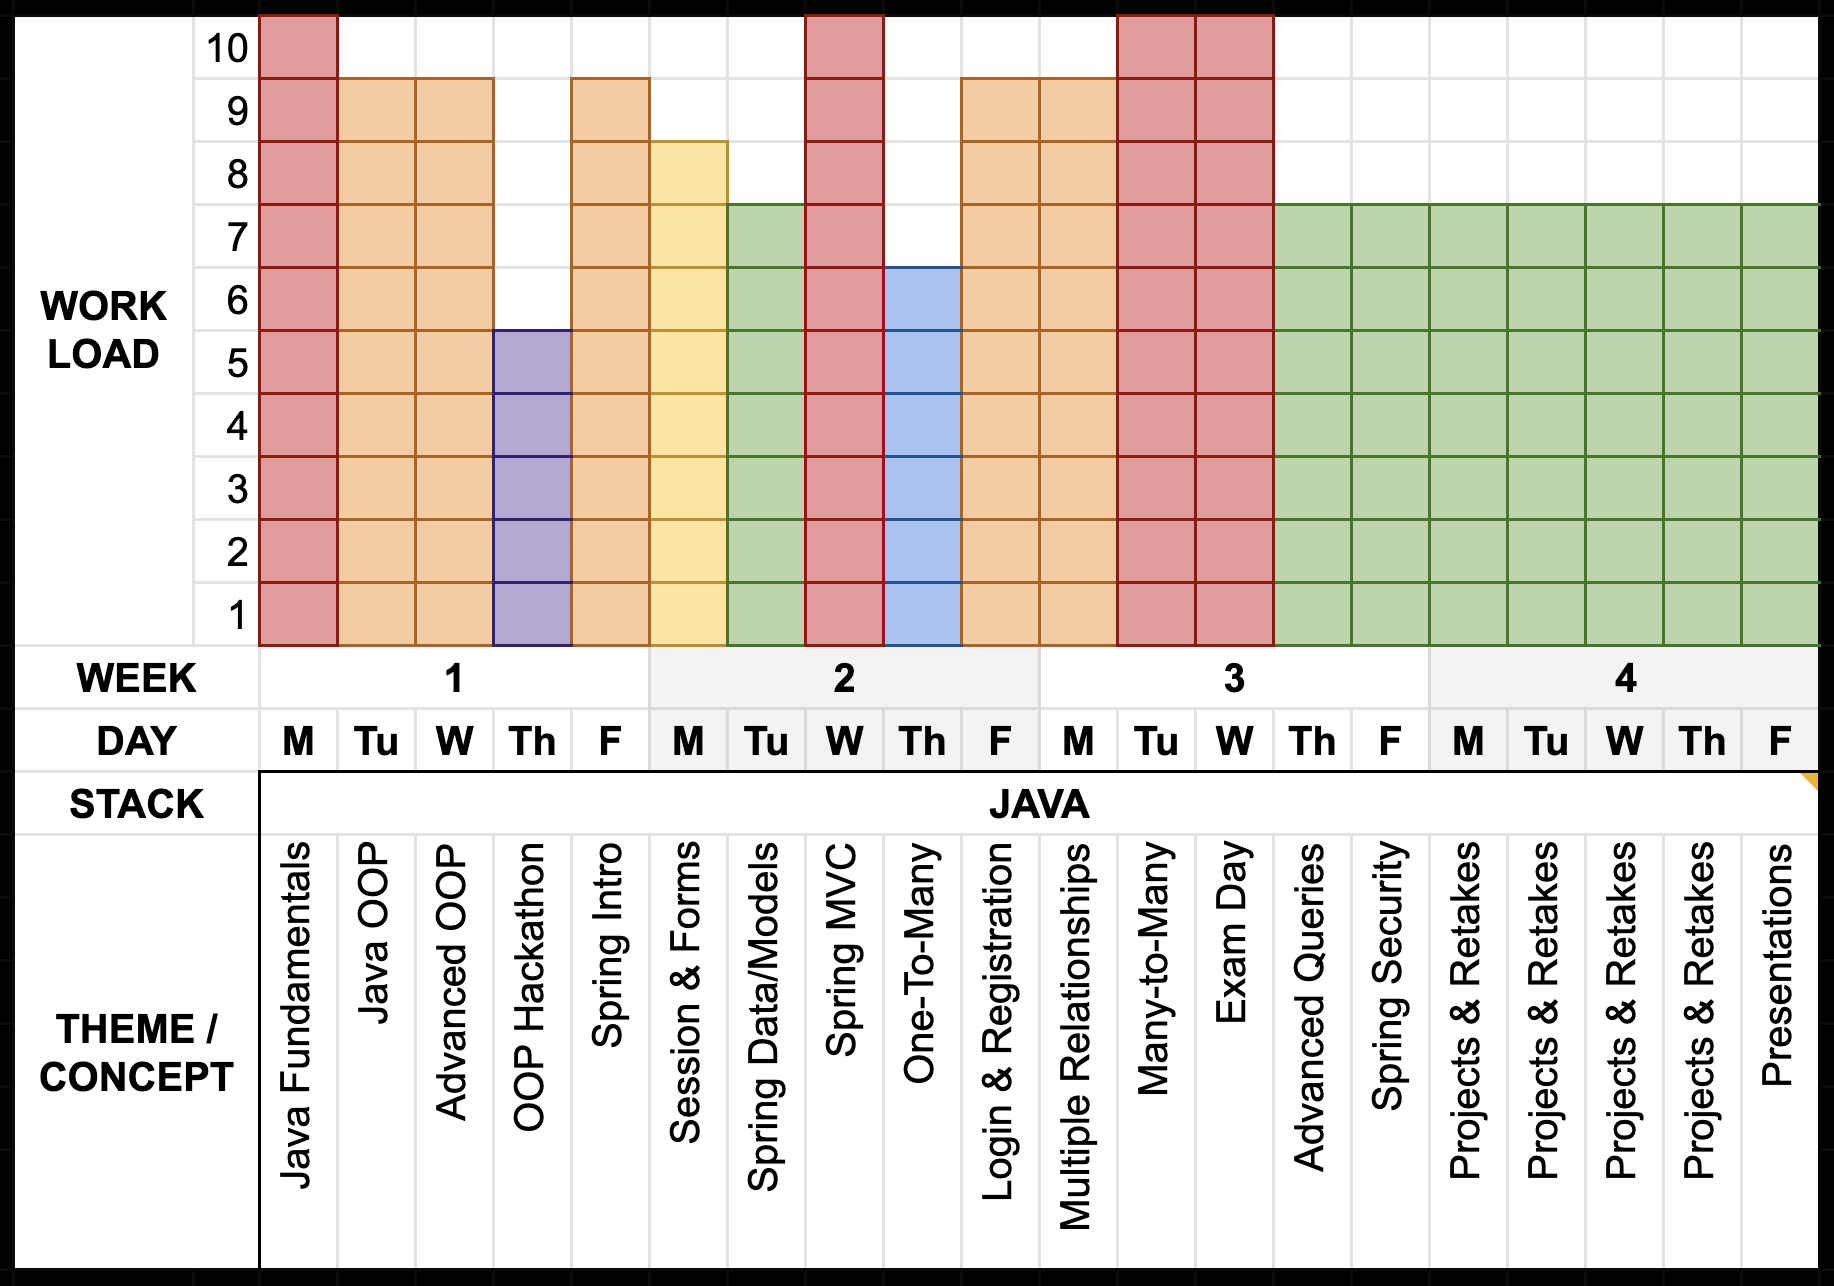 10
9
8
7
WORK
LOAD
6
5
4
3
2
1
WEEK 1 2 3 4
DAY M Tu W Th F M Tu W Th F M Tu W Th F M Tu W Th F
STACK JAVA
THEME /
CONCEPT
Java Fundamentals
Java OOP
Advanced OOP
OOP Hackathon
Spring Intro
Session & Forms
Spring Data/Models
Spring MVC
One-To-Many
Login & Registration
Multiple Relationships
Many-to-Many
Exam Day
Advanced Queries
Spring Security
Projects & Retakes
Projects & Retakes
Projects & Retakes
Projects & Retakes
Presentations